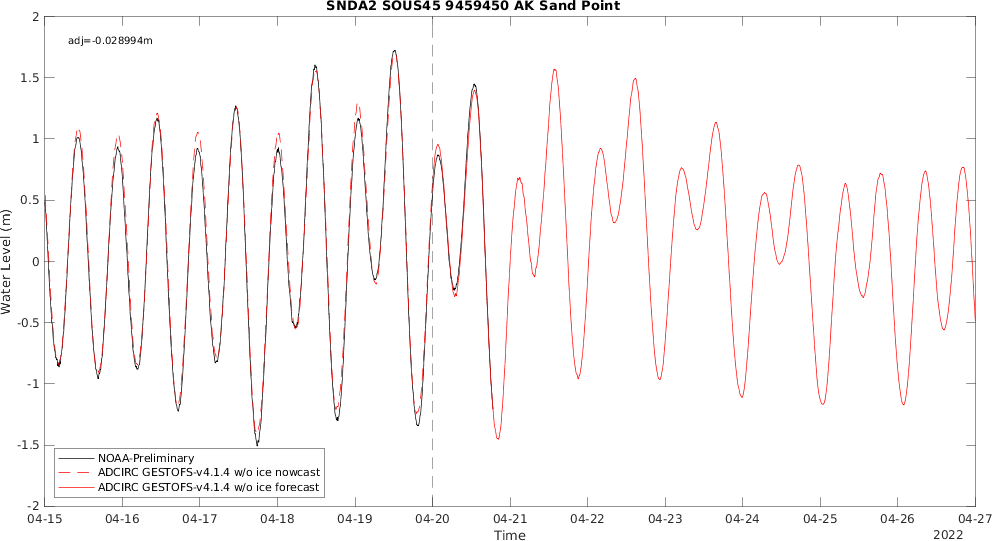 SNDA2 SOUS45 9459450 AK Sand Point
adj=-0.028994m
Water Level (m)
2
1.5
1
0.5
0
-0.5
-1
-1.5
-2
NOAA-Preliminary
ADCIRC GESTOFS-v4.1.4 w/o ice nowcast
ADCIRC GESTOFS-v4.1.4 w/o ice forecast
04-15 04-16 04-17 04-18 04-19 04-20 04-21 04-22 04-23 04-24 04-25 04-26 04-27
Time
2022